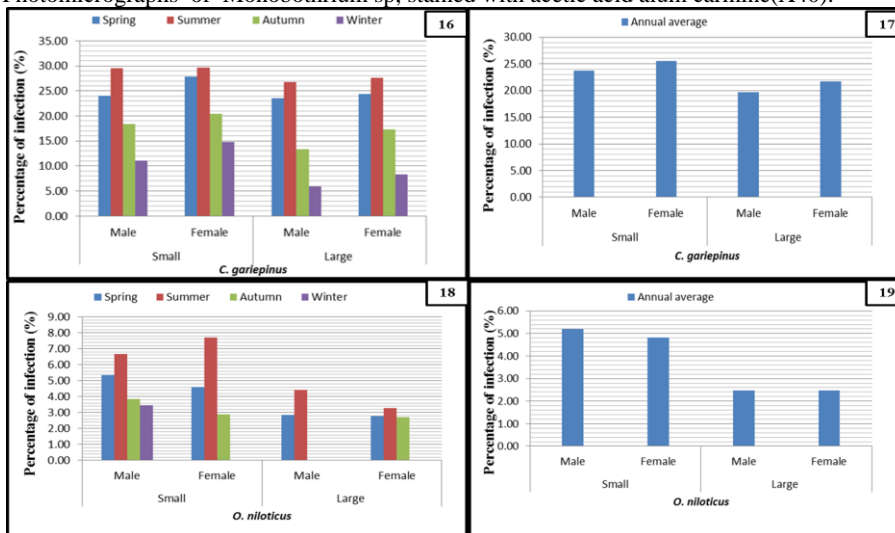 Photomicrographs of Monobothrium sp, stained with acetic acid alum carmine(X40).
Spring Summer Autumn Winter
16
35.00
30.00
25.00
20.00
15.00
10.00
5.00
0.00
Percentage of infection (%)
Male Female Male Female
Small Large
C. gariepinus
Annual average
17
30.00
25.00
20.00
15.00
10.00
5.00
0.00
Percentage of infection (%)
Male Female Male Female
Small Large
C. gariepinus
Spring Summer Autumn Winter
18
9.00
8.00
7.00
6.00
5.00
4.00
3.00
2.00
1.00
0.00
Percentage of infection (%)
Male Female Male Female
Small Large
O. niloticus
Annual average
19
6.00
5.00
4.00
3.00
2.00
1.00
0.00
Percentage of infection (%)
Male Female Male Female
Small Large
O. niloticus